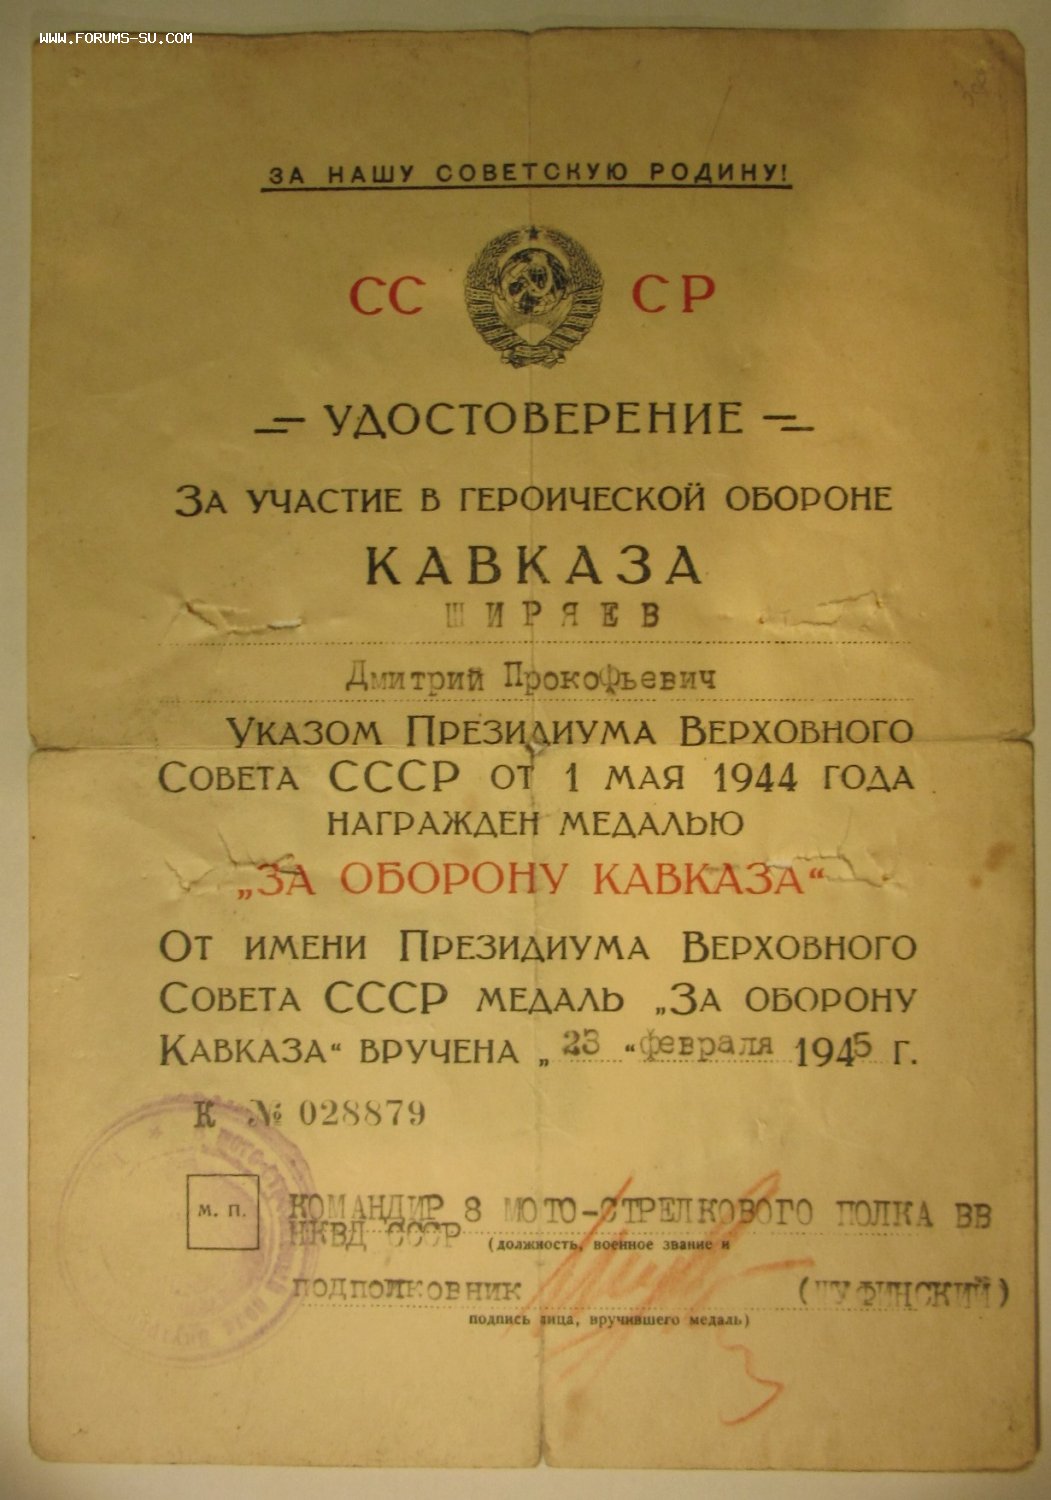 WWW.FORUMS-SU.COM
ЗА НАШУ СОВЕТСКУЮ РОДИНУ!
СС СР
УДОСТОВЕРЕНИЕ
ЗА УЧАСТИЕ В ГЕРОИЧЕСКОЙ ОБОРОНЕ
КАВКАЗА
ШИРЯЕВ
Дмитрий Прокофьевич
УКАЗОМ ПРЕЗИДИУМА ВЕРХОВНОГО
СОВЕТА СССР ОТ 1 МАЯ 1944 ГОДА
НАГРАЖДЕН МЕДАЛЬЮ
„ЗА ОБОРОНУ КАВКАЗА“
ОТ ИМЕНИ ПРЕЗИДИУМА ВЕРХОВНОГО
СОВЕТА СССР МЕДАЛЬ „ЗА ОБОРОНУ
КАВКАЗА“ ВРУЧЕНА „ 23 “ февраля 1945 Г.
К № 028879
М. П.
КОМАНДИР 8 МОТО-СТРЕЛКОВОГО ПОЛКА ВВ
НКВД СССР
(должность, военное звание и
подполковник
подпись лица, вручившего медаль)